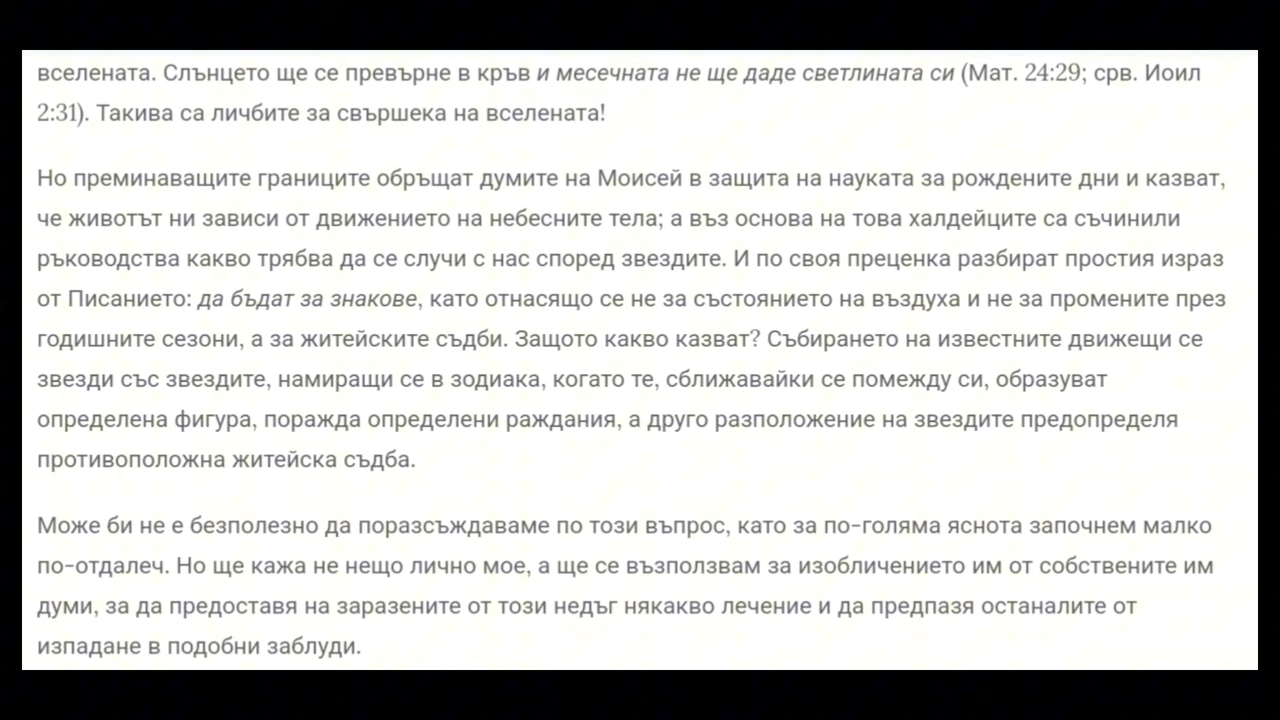 вселената. Слънцето ще се превърне в кръв и месечната не ще даде светлината си (Мат. 24:29; срв. Иоил
2:31). Такива са личбите за свършека на вселената!
Но преминаващите границите обръщат думите на Моисей в защита на науката за рождените дни и казват,
че животът ни зависи от движението на небесните тела; а въз основа на това халдейците са съчинили
ръководства какво трябва да се случи с нас според звездите. И по своя преценка разбират простия израз
от Писанието: да бъдат за знакове, като отнасящо се не за състоянието на въздуха и не за промените през
годишните сезони, а за житейските съдби. Защото какво казват? Събирането на известните движещи се
звезди със звездите, намиращи се в зодиака, когато те, сближавайки се помежду си, образуват
определена фигура, поражда определени раждания, а друго разположение на звездите предопределя
противоположна житейска съдба.
Може би не е безполезно да поразсъждаваме по този въпрос, като за по-голяма яснота започнем малко
по-отдалеч. Но ще кажа не нещо лично мое, а ще се възползвам за изобличението им от собствените им
думи, за да предоставя на заразените от този недъг някакво лечение и да предпазя останалите от
изпадане в подобни заблуди.